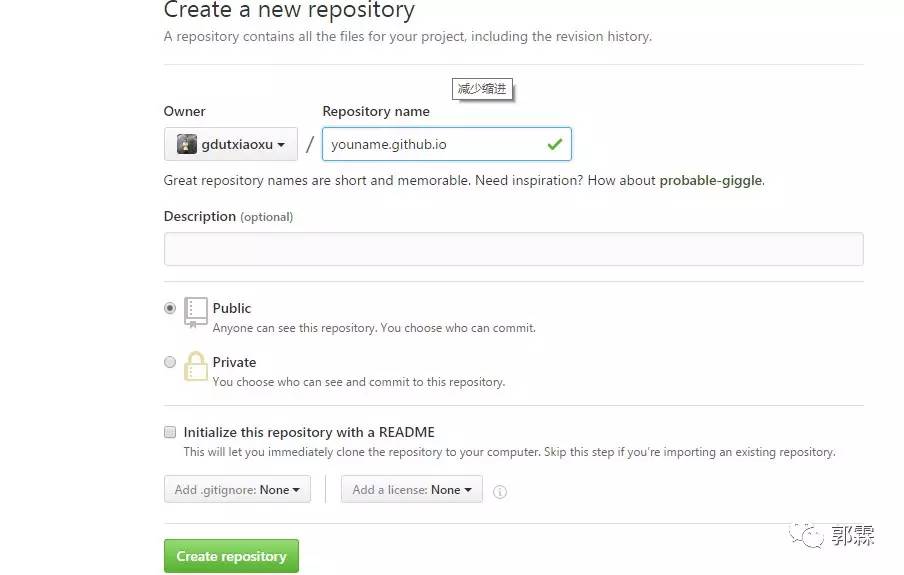 Create a new repository
A repository contains all the files for your project, including the revision history.
减少缩进
Owner Repository name
gdutxiaoxu / youname.github.io
Great repository names are short and memorable. Need inspiration? How about probable-giggle.
Description (optional)
Public
Anyone can see this repository. You choose who can commit.
Private
You choose who can see and commit to this repository.
Initialize this repository with a README
This will let you immediately clone the repository to your computer. Skip this step if you're importing an existing repository.
Add .gitignore: None Add a license: None
郭霖
Create repository